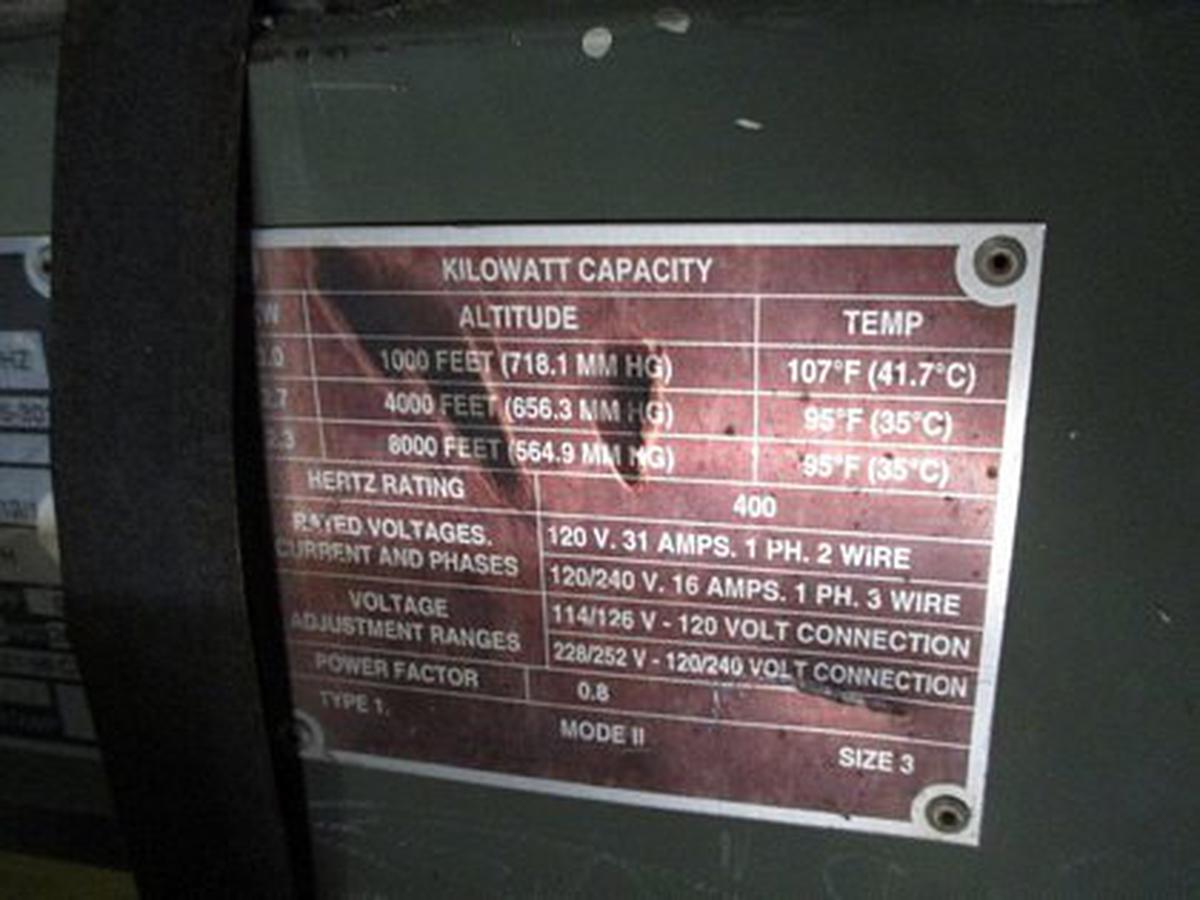 KILOWATT CAPACITY
ALTITUDE TEMP
1000 FEET (718.1 MM HG) 107°F (41.7°C)
4000 FEET (656.3 MM HG) 95°F (35°C)
8000 FEET (564.9 MM HG) 95°F (35°C)
HERTZ RATING 400
RATED VOLTAGES.
CURRENT AND PHASES
120 V. 31 AMPS. 1 PH. 2 WIRE
120/240 V. 16 AMPS. 1 PH. 3 WIRE
VOLTAGE
ADJUSTMENT RANGES
114/126 V - 120 VOLT CONNECTION
228/252 V - 120/240 VOLT CONNECTION
POWER FACTOR 0.8
TYPE 1. MODE II SIZE 3
HZ